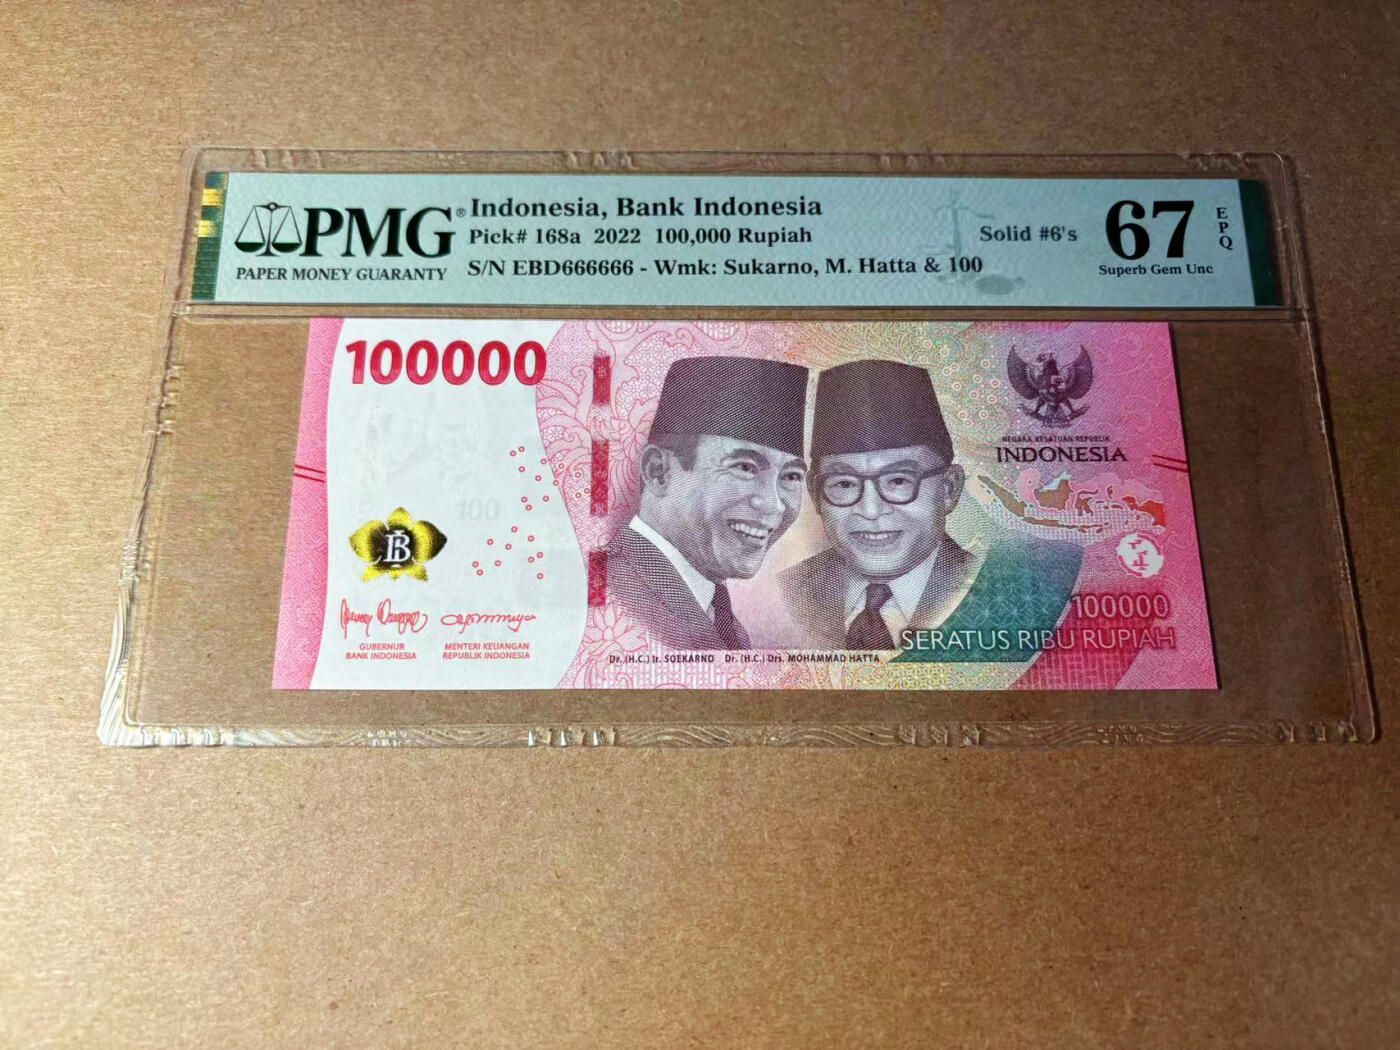 PMG®
PAPER MONEY GUARANTY
Indonesia, Bank Indonesia
Pick# 168a 2022 100,000 Rupiah
S/N EBD666666 - Wmk: Sukarno, M. Hatta & 100
Solid #6's
67
EPQ
Superb Gem Unc
100000
NEGARA KESATUAN REPUBLIK
INDONESIA
100
BI
GUBERNUR
BANK INDONESIA
MENTERI KEUANGAN
REPUBLIK INDONESIA
100000
SERATUS RIBU RUPIAH
Dr. (H.C.) Ir. SOEKARNO Dr. (H.C.) Drs. MOHAMMAD HATTA